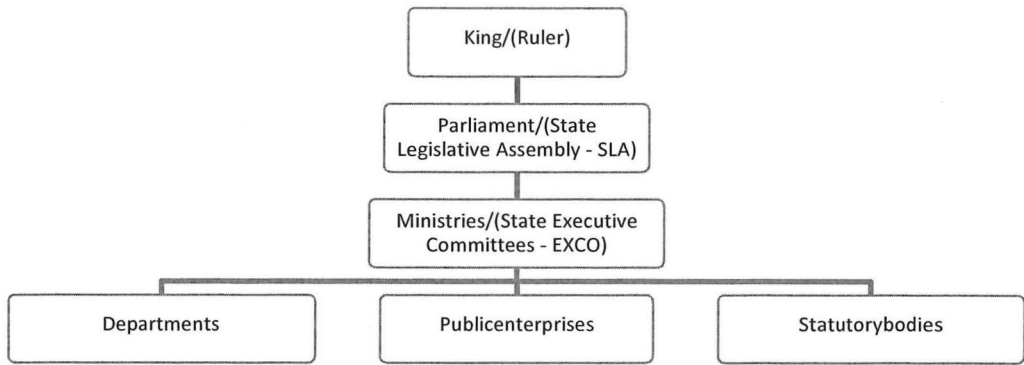 King/(Ruler)
Parliament/(State
Legislative Assembly - SLA)
Ministries/(State Executive
Committees - EXCO)
Departments
Publicenterprises
Statutorybodies